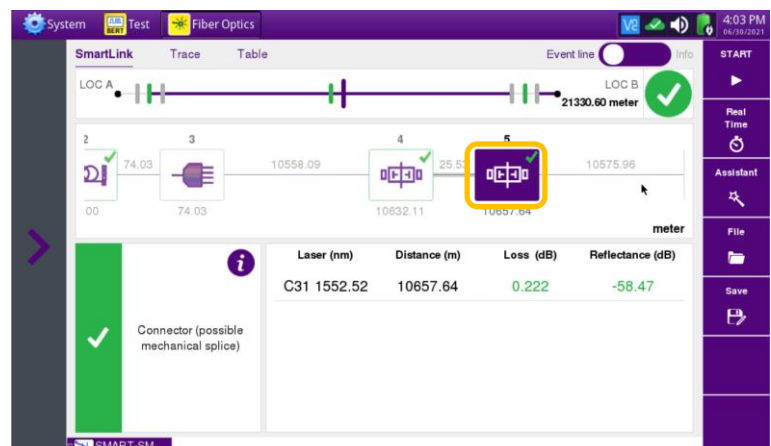 System Test Fiber Optics 4:03 PM
06/30/2021
SmartLink Trace Table Event line Info
LOC A LOC B
21330.60 meter
2 3 4 5
74.03 10558.09 25.53 10575.96
00 74.03 10632.11 10657.64
meter
Laser (nm) Distance (m) Loss (dB) Reflectance (dB)
C31 1552.52 10657.64 0.222 -58.47
Connector (possible
mechanical splice)
START
Real
Time
Assistant
File
Save
SMART-SM